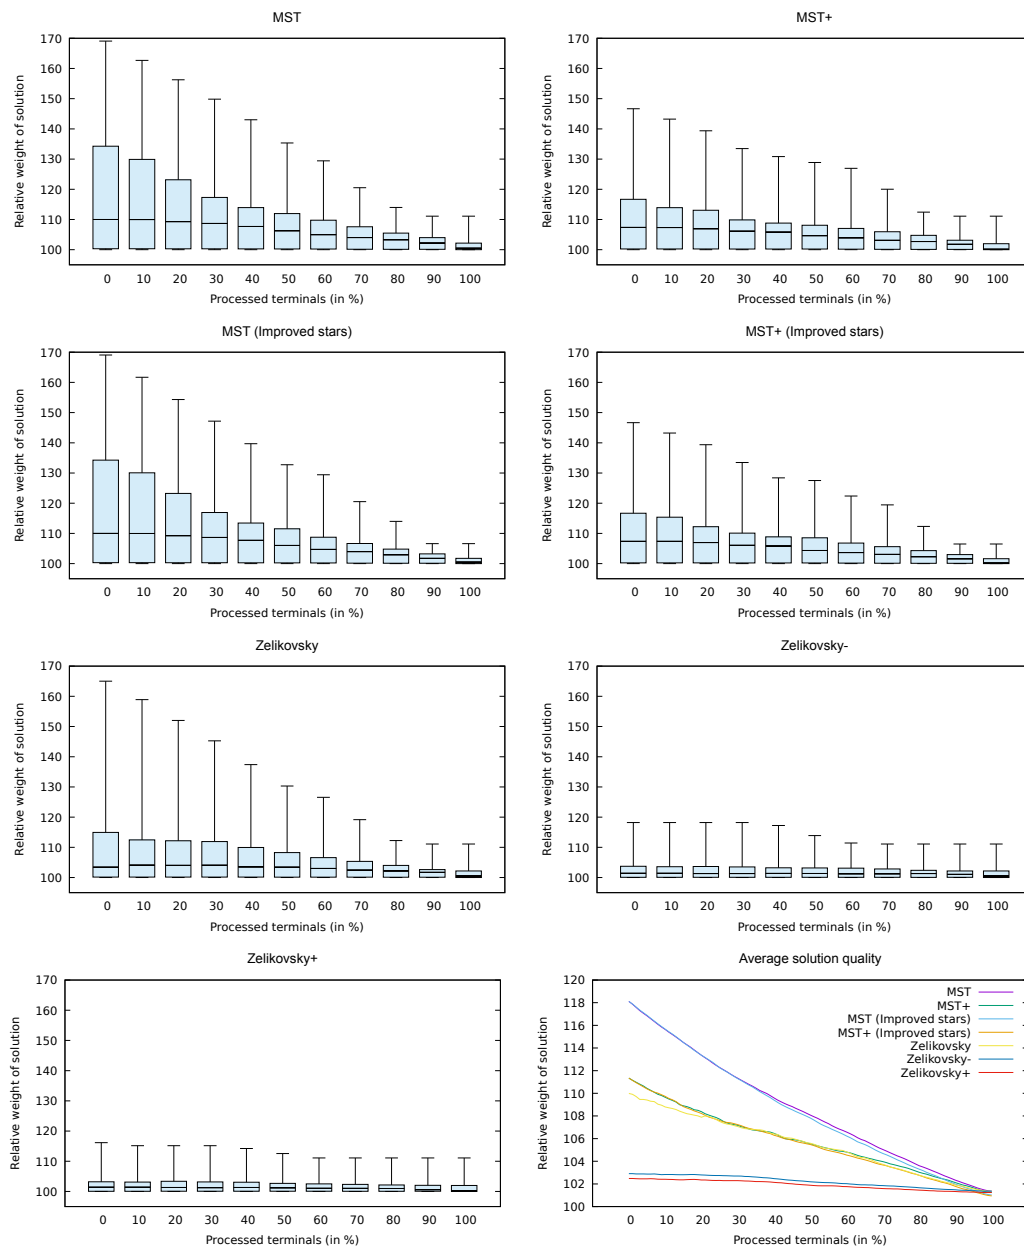 MST
170
160
150
140
130
120
110
100
Relative weight of solution
0 10 20 30 40 50 60 70 80 90 100
Processed terminals (in %)
MST+
170
160
150
140
130
120
110
100
Relative weight of solution
0 10 20 30 40 50 60 70 80 90 100
Processed terminals (in %)
MST (Improved stars)
170
160
150
140
130
120
110
100
Relative weight of solution
0 10 20 30 40 50 60 70 80 90 100
Processed terminals (in %)
MST+ (Improved stars)
170
160
150
140
130
120
110
100
Relative weight of solution
0 10 20 30 40 50 60 70 80 90 100
Processed terminals (in %)
Zelikovsky
170
160
150
140
130
120
110
100
Relative weight of solution
0 10 20 30 40 50 60 70 80 90 100
Processed terminals (in %)
Zelikovsky-
170
160
150
140
130
120
110
100
Relative weight of solution
0 10 20 30 40 50 60 70 80 90 100
Processed terminals (in %)
Zelikovsky+
170
160
150
140
130
120
110
100
Relative weight of solution
0 10 20 30 40 50 60 70 80 90 100
Processed terminals (in %)
Average solution quality
120
118
116
114
112
110
108
106
104
102
100
Relative weight of solution
MST
MST+
MST (Improved stars)
MST+ (Improved stars)
Zelikovsky
Zelikovsky-
Zelikovsky+
0 10 20 30 40 50 60 70 80 90 100
Processed terminals (in %)